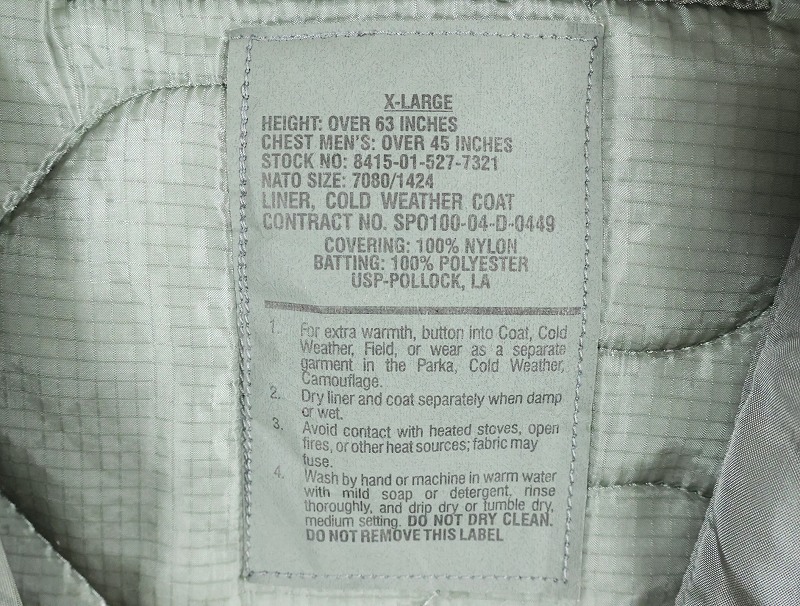 X-LARGE
HEIGHT: OVER 63 INCHES
CHEST MEN'S: OVER 45 INCHES
STOCK NO: 8415-01-527-7321
NATO SIZE: 7080/1424
LINER, COLD WEATHER COAT
CONTRACT NO. SPO100-04-D-0449
COVERING: 100% NYLON
BATTING: 100% POLYESTER
USP-POLLOCK, LA
1. For extra warmth, button into Coat, Cold
Weather, Field, or wear as a separate
garment in the Parka, Cold Weather,
Camouflage.
2. Dry liner and coat separately when damp
or wet.
3. Avoid contact with heated stoves, open
fires, or other heat sources; fabric may
fuse.
4. Wash by hand or machine in warm water
with mild soap or detergent, rinse
thoroughly, and drip dry or tumble dry,
medium setting. DO NOT DRY CLEAN.
DO NOT REMOVE THIS LABEL